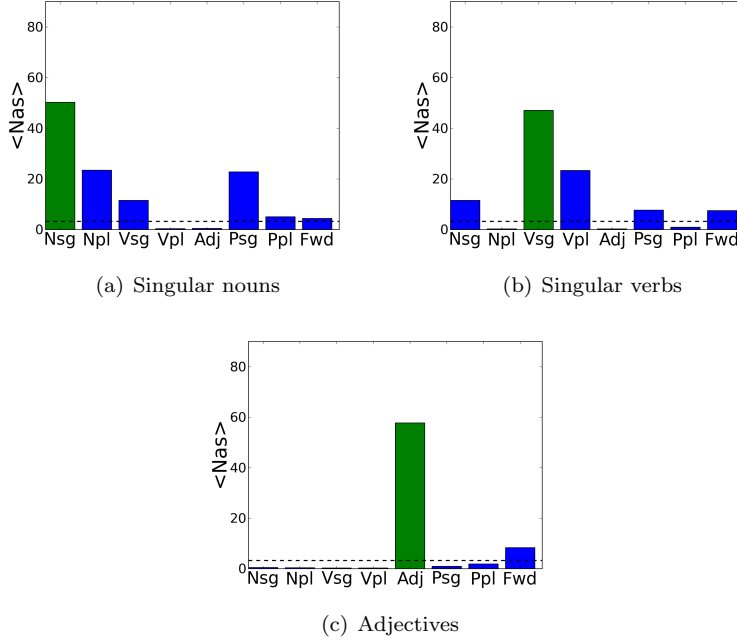 80
60
40
20
0
<Nas>
Nsg Npl Vsg Vpl Adj Psg Ppl Fwd
(a) Singular nouns
80
60
40
20
0
<Nas>
Nsg Npl Vsg Vpl Adj Psg Ppl Fwd
(b) Singular verbs
80
60
40
20
0
<Nas>
Nsg Npl Vsg Vpl Adj Psg Ppl Fwd
(c) Adjectives